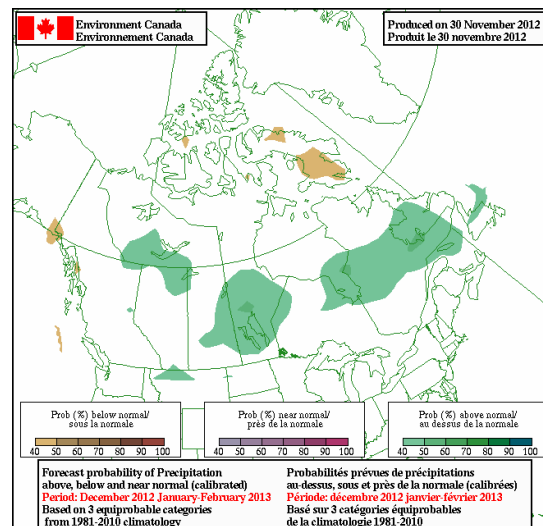 Environment Canada
Environnement Canada
Produced on 30 November 2012
Produit le 30 novembre 2012
Prob (%) below normal/
sous la normale
40 50 60 70 80 90 100
Prob (%) near normal/
près de la normale
40 50 60 70 80 90 100
Prob (%) above normal/
au dessus de la normale
40 50 60 70 80 90 100
Forecast probability of Precipitation
above, below and near normal (calibrated)
Period: December 2012 January-February 2013
Based on 3 equiprobable categories
from 1981-2010 climatology
Probabilités prévues de précipitations
au-dessus, sous et près de la normale (calibrées)
Période: décembre 2012 janvier-février 2013
Basé sur 3 catégories équiprobables
de la climatologie 1981-2010